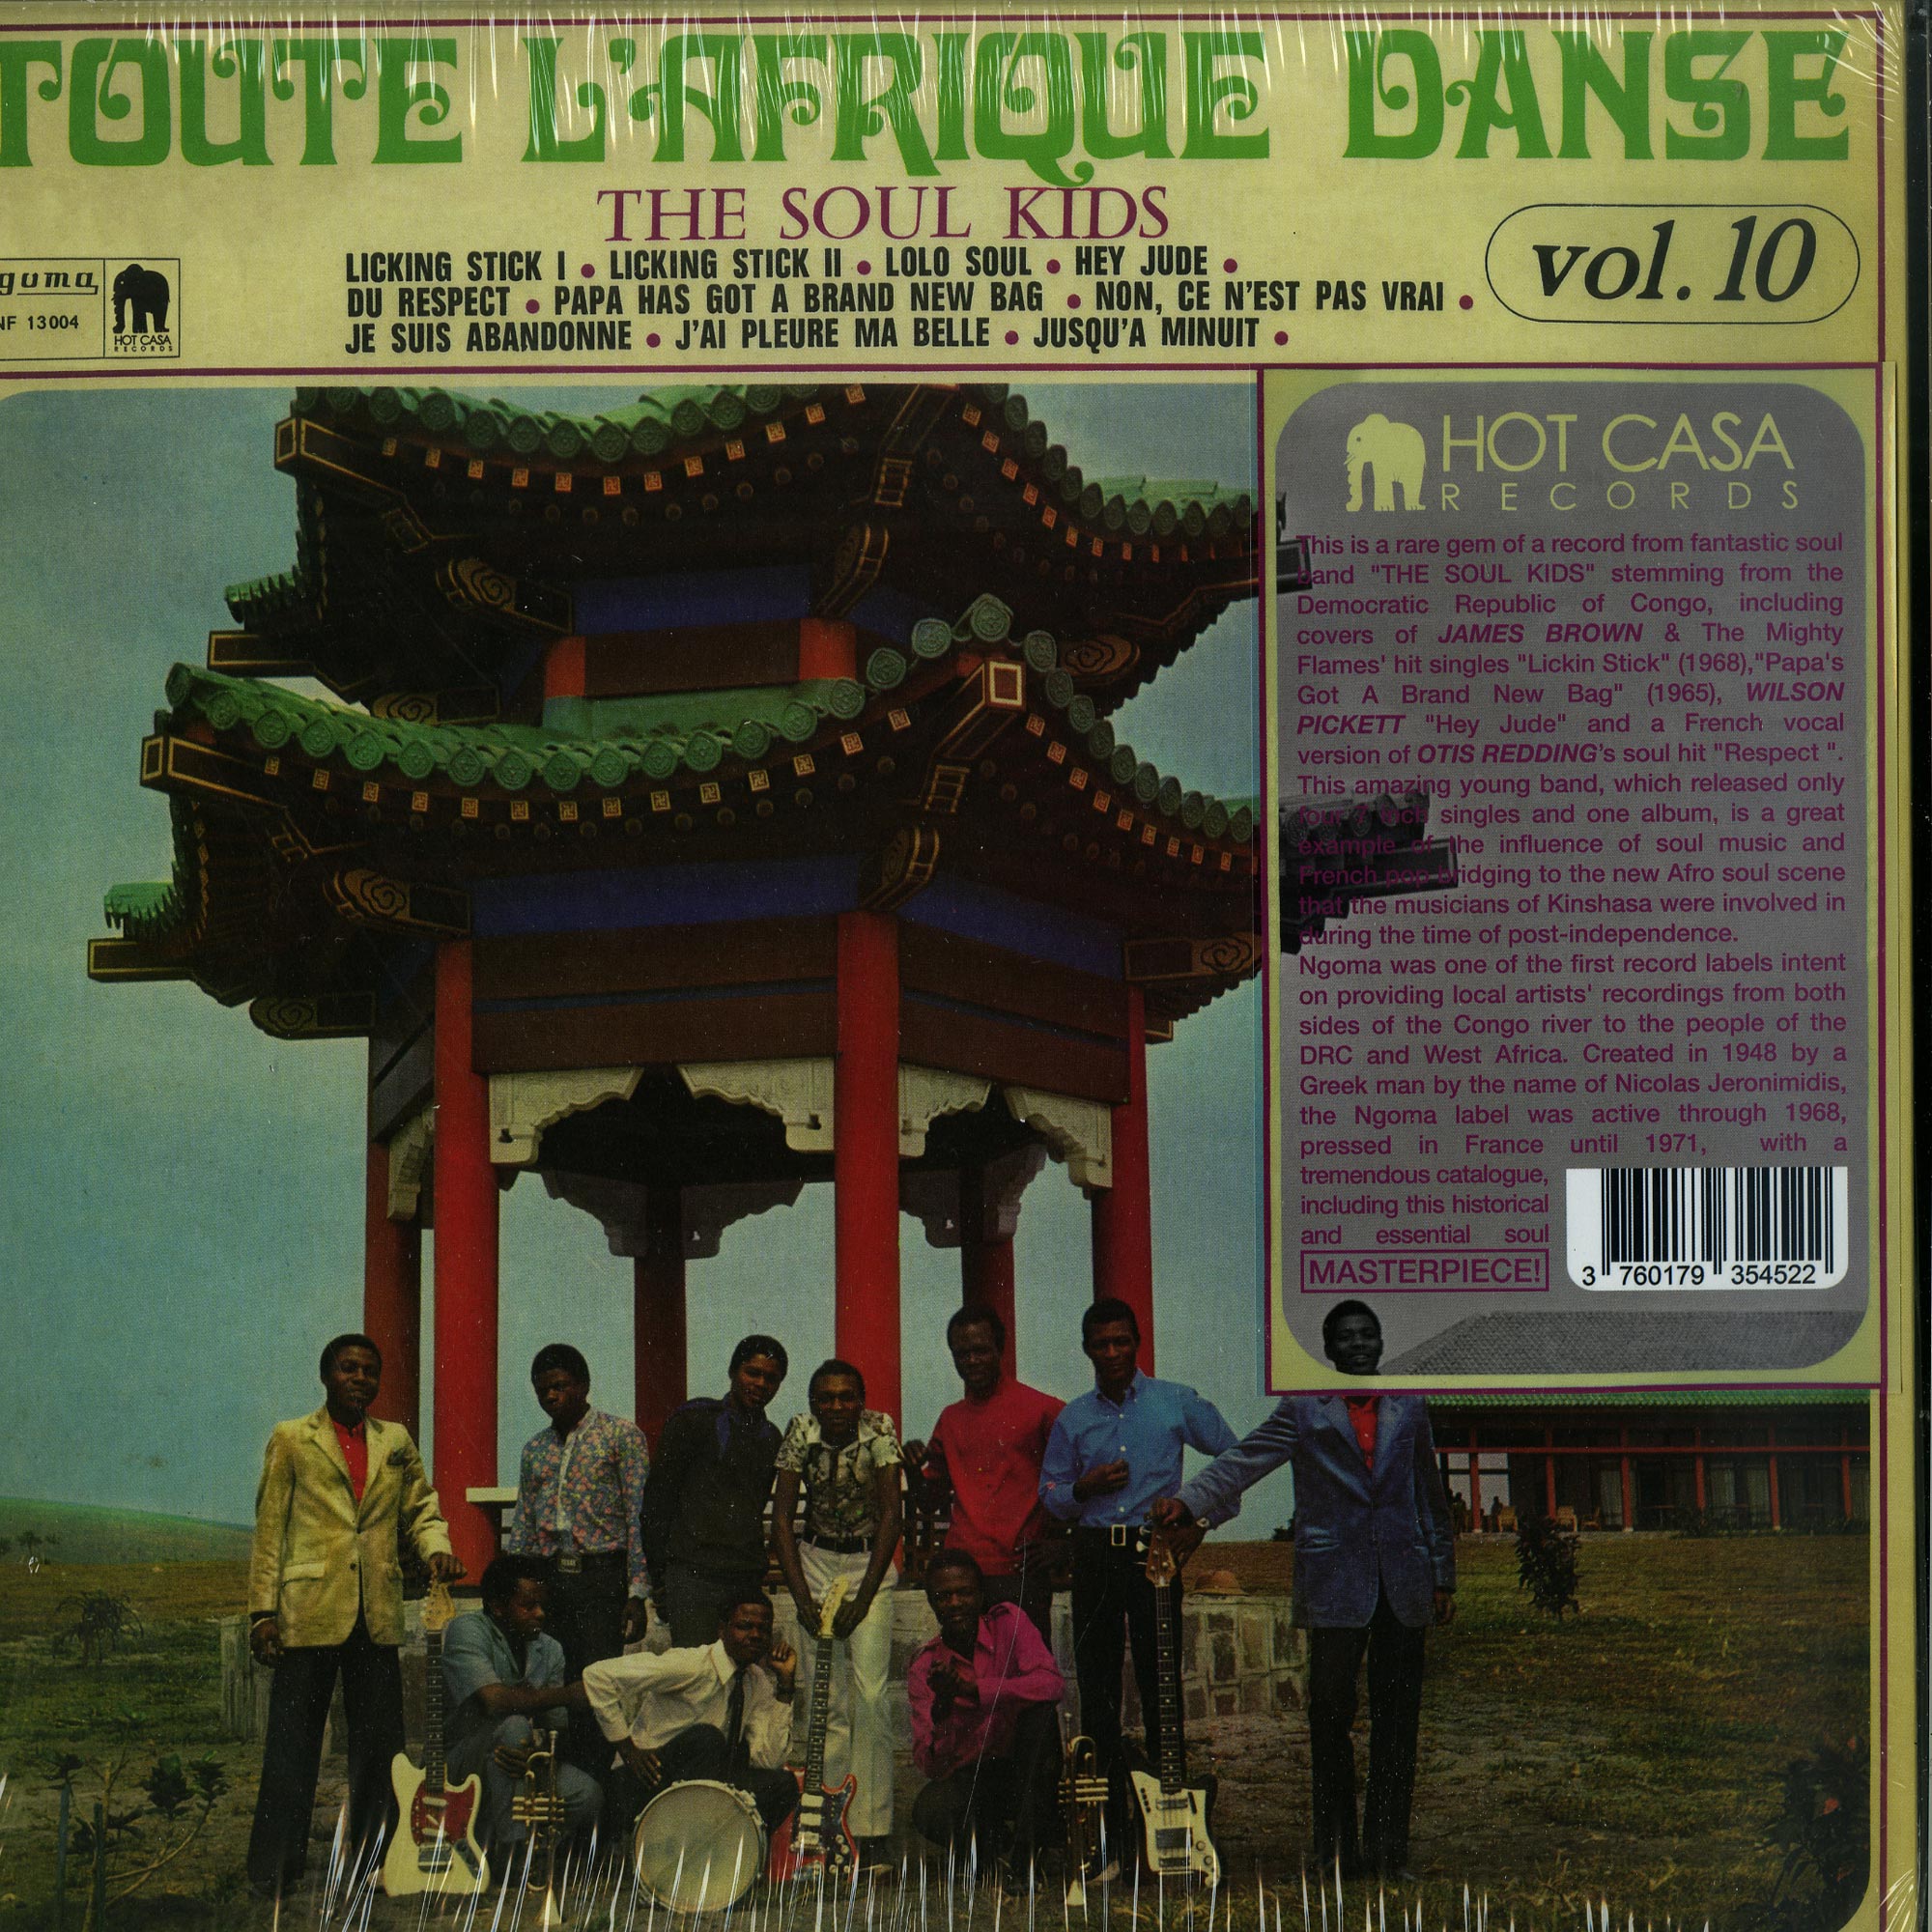 TOUTE L'AFRIQUE DANSE
THE SOUL KIDS
LICKING STICK I • LICKING STICK II • LOLO SOUL • HEY JUDE •
DU RESPECT • PAPA HAS GOT A BRAND NEW BAG • NON, CE N'EST PAS VRAI •
JE SUIS ABANDONNE • J'AI PLEURE MA BELLE • JUSQU'A MINUIT •
vol. 10
goma
NF 13004
HOT CASA
RECORDS
HOT CASA
RECORDS
This is a rare gem of a record from fantastic soul
band "THE SOUL KIDS" stemming from the
Democratic Republic of Congo, including
covers of JAMES BROWN & The Mighty
Flames' hit singles "Lickin Stick" (1968),"Papa's
Got A Brand New Bag" (1965), WILSON
PICKETT "Hey Jude" and a French vocal
version of OTIS REDDING's soul hit "Respect ".
This amazing young band, which released only
four 7 inch singles and one album, is a great
example of the influence of soul music and
French pop bridging to the new Afro soul scene
that the musicians of Kinshasa were involved in
during the time of post-independence.
Ngoma was one of the first record labels intent
on providing local artists' recordings from both
sides of the Congo river to the people of the
DRC and West Africa. Created in 1948 by a
Greek man by the name of Nicolas Jeronimidis,
the Ngoma label was active through 1968,
pressed in France until 1971, with a
tremendous catalogue,
including this historical
and essential soul
MASTERPIECE!
3 760179 354522